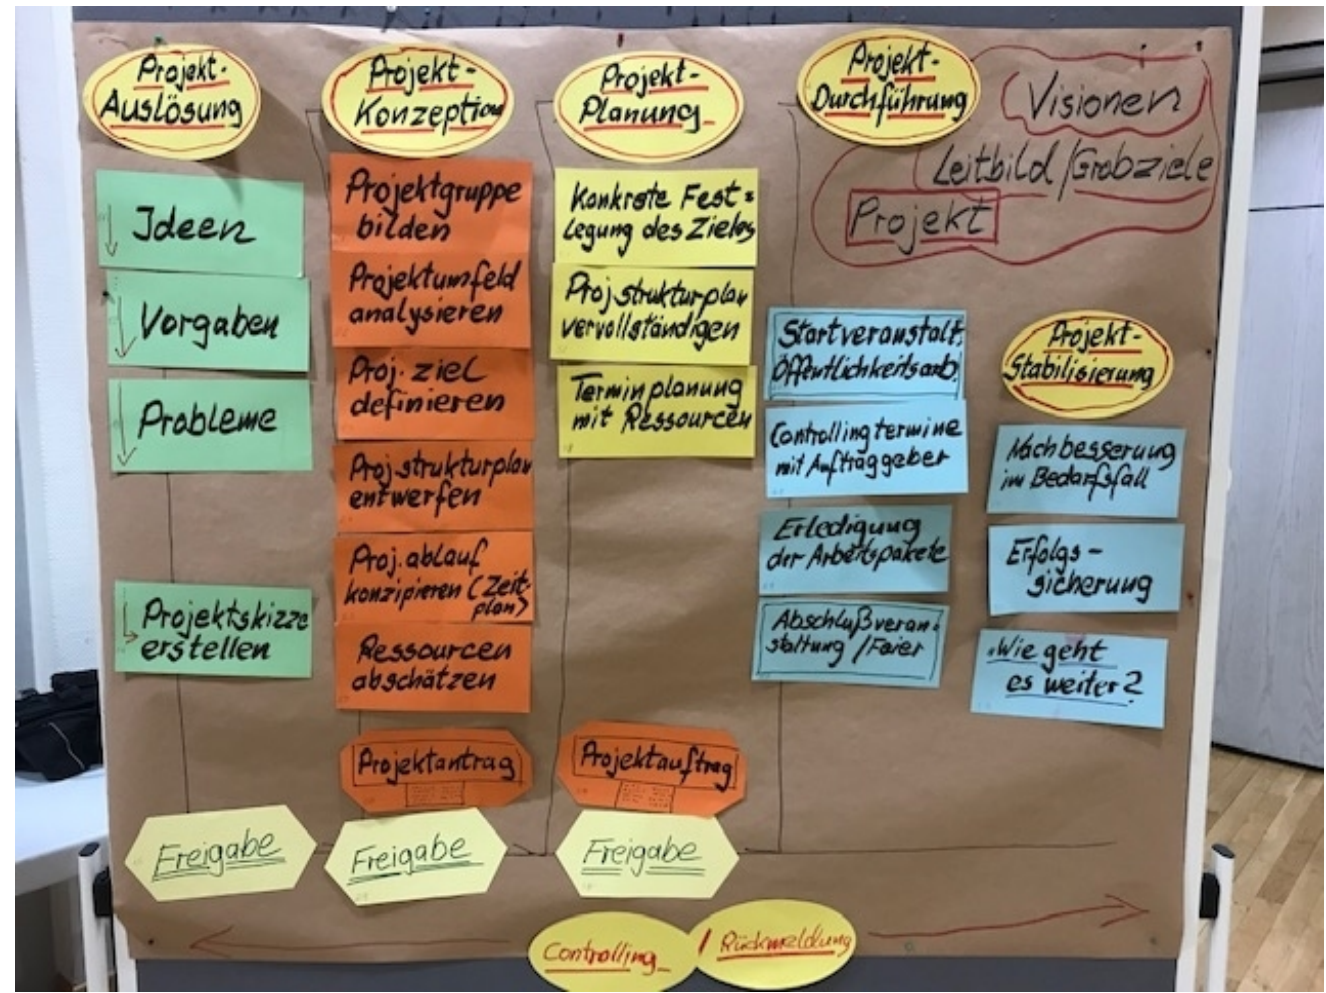 Projekt-
Auslösung
Ideen
Vorgaben
Probleme
Projektskizze
erstellen
Freigabe
Projekt-
Konzeption
Projektgruppe
bilden
Projektumfeld
analysieren
Proj. ziel
definieren
Proj.strukturplan
entwerfen
Proj.ablauf
konzipieren (Zeit-
plan)
Ressourcen
abschätzen
Projektantrag
Freigabe
Projekt-
Planung
Konkrete Fest=
legung des Zieles
Proj.strukturplan
vervollständigen
Terminplanung
mit Ressourcen
Projektauftrag
Freigabe
Projekt-
Durchführung
Startveranstalt.
Öffentlichkeitsarb.
Controllingtermine
mit Auftraggeber
Erledigung
der Arbeitspakete
Abschlußveran-
staltung / Feier
Visionen
Leitbild / Grobziele
Projekt
Projekt-
Stabilisierung
Nachbesserung
im Bedarfsfall
Erfolgs-
sicherung
"Wie geht
es weiter?
Controlling / Rückmeldung